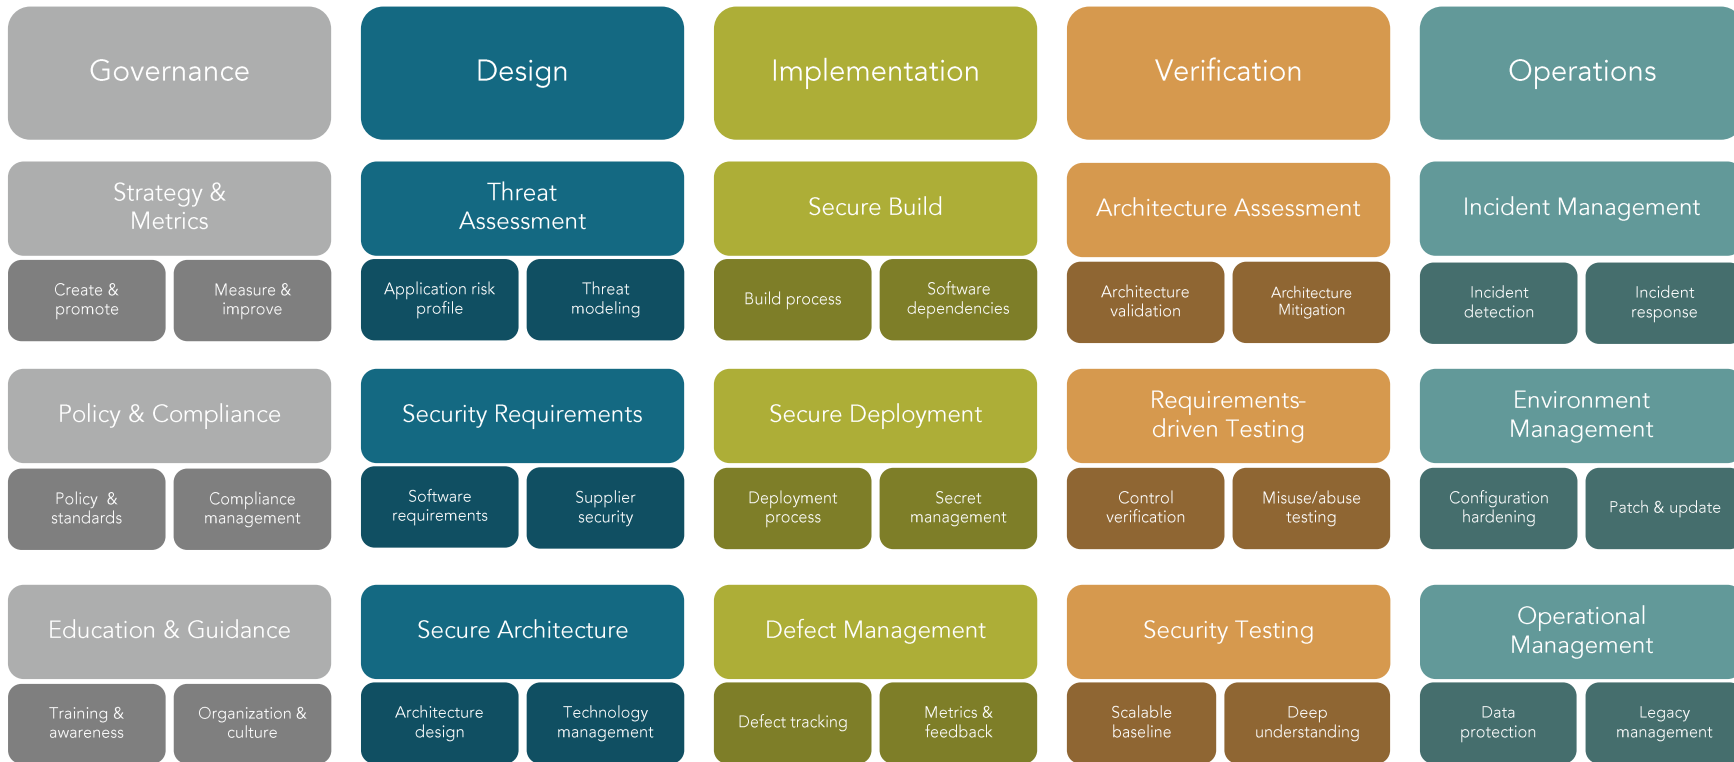 Governance
Design
Implementation
Verification
Operations
Strategy &
Metrics
Threat
Assessment
Secure Build
Architecture Assessment
Incident Management
Create &
promote
Measure &
improve
Application risk
profile
Threat
modeling
Build process
Software
dependencies
Architecture
validation
Architecture
Mitigation
Incident
detection
Incident
response
Policy & Compliance
Security Requirements
Secure Deployment
Requirements-
driven Testing
Environment
Management
Policy &
standards
Compliance
management
Software
requirements
Supplier
security
Deployment
process
Secret
management
Control
verification
Misuse/abuse
testing
Configuration
hardening
Patch & update
Education & Guidance
Secure Architecture
Defect Management
Security Testing
Operational
Management
Training &
awareness
Organization &
culture
Architecture
design
Technology
management
Defect tracking
Metrics &
feedback
Scalable
baseline
Deep
understanding
Data
protection
Legacy
management